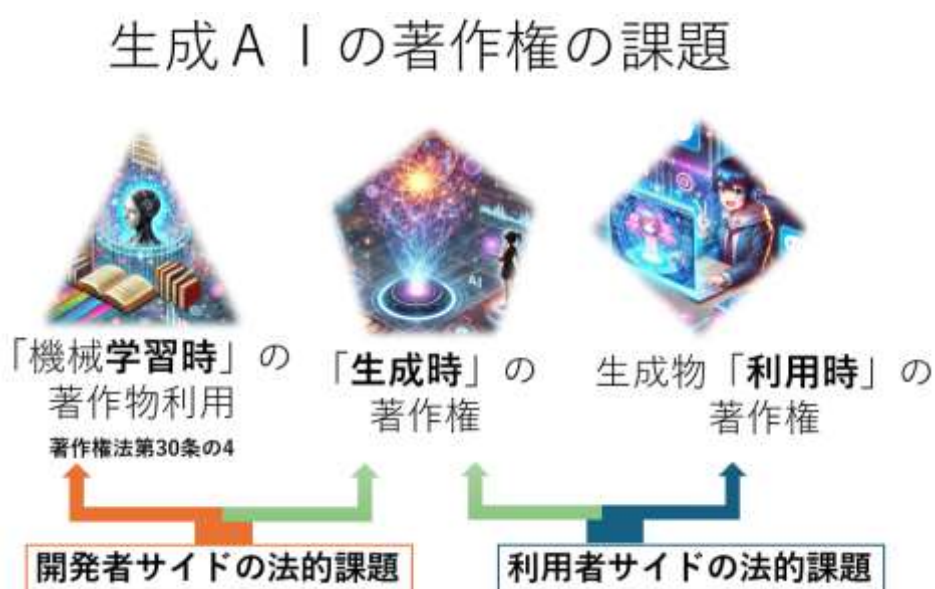 生成AIの著作権の課題
AI
「機械学習時」の
著作物利用
著作権法第30条の4
「生成時」の
著作権
生成物「利用時」の
著作権
開発者サイドの法的課題
利用者サイドの法的課題